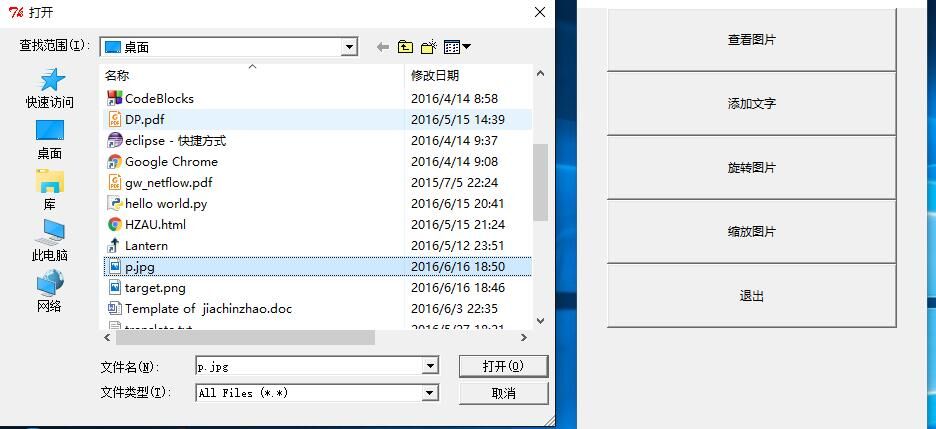 打开
查找范围(I):
桌面
名称
修改日期
CodeBlocks 2016/4/14 8:58
DP.pdf 2016/5/15 14:39
eclipse - 快捷方式 2016/4/14 9:37
Google Chrome 2016/4/14 9:08
gw_netflow.pdf 2015/7/5 22:24
hello world.py 2016/6/15 20:41
HZAU.html 2016/5/15 21:24
Lantern 2016/5/12 23:51
p.jpg 2016/6/16 18:50
target.png 2016/6/16 18:46
Template of jiachinzhao.doc 2016/6/3 22:35
快速访问
桌面
库
此电脑
网络
文件名(N):
p.jpg
打开(O)
文件类型(T):
All Files (*.*)
取消
查看图片
添加文字
旋转图片
缩放图片
退出